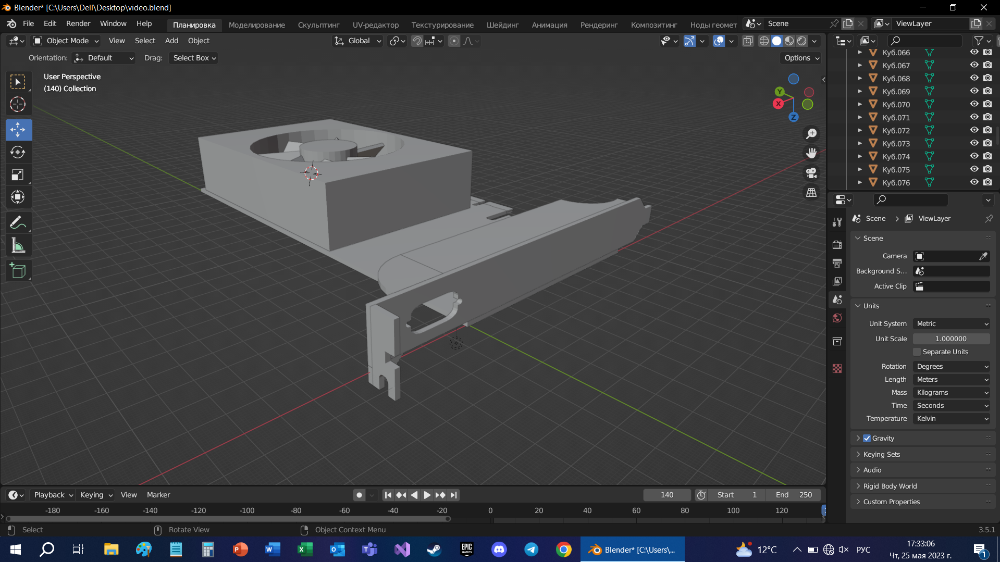 Blender* [C:\Users\Dell\Desktop\video.blend]
File Edit Render Window Help
Планировка Моделирование Скульптинг UV-редактор Текстурирование Шейдинг Анимация Рендеринг Композитинг Ноды геомет
Scene ViewLayer
Object Mode View Select Add Object Global
Orientation: Default Drag: Select Box Options
User Perspective
(140) Collection
Y
X
Z
Куб.066
Куб.067
Куб.068
Куб.069
Куб.070
Куб.071
Куб.072
Куб.073
Куб.074
Куб.075
Куб.076
Scene > ViewLayer
Scene
Camera
Background S...
Active Clip
Units
Unit System Metric
Unit Scale 1.000000
Separate Units
Rotation Degrees
Length Meters
Mass Kilograms
Time Seconds
Temperature Kelvin
Gravity
Keying Sets
Audio
Rigid Body World
Custom Properties
Playback Keying View Marker 140 Start 1 End 250
-180 -160 -140 -120 -100 -80 -60 -40 -20 0 20 40 60 80 100 120
Select Rotate View Object Context Menu 3.5.1
EPIC GAMES
Blender* [C:\Users\...
12°C РУС
17:33:06
Чт, 25 мая 2023 г.
1